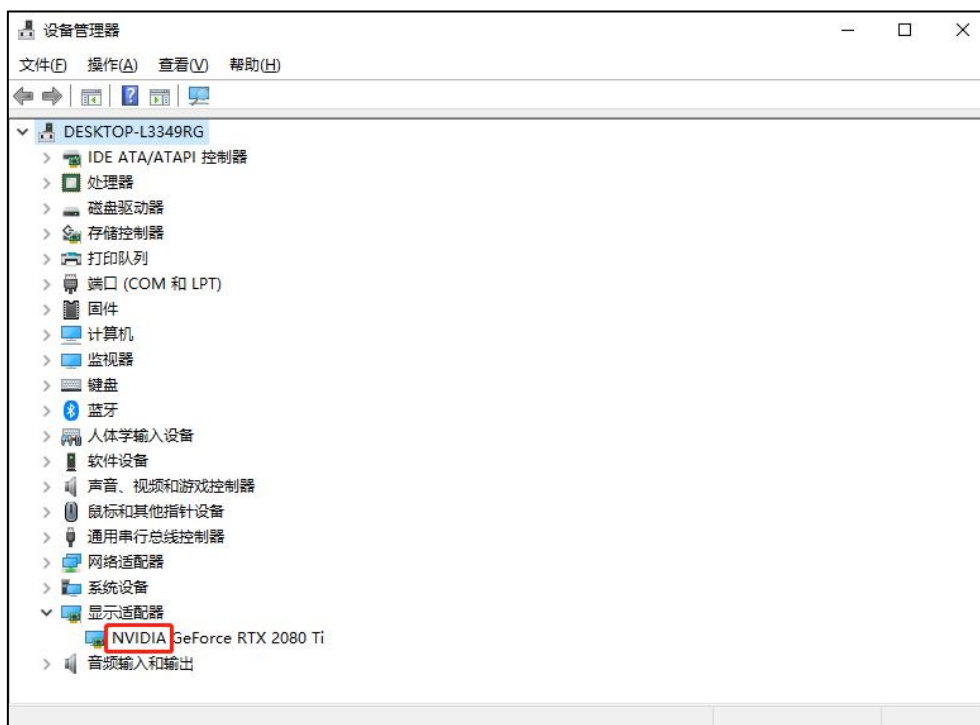 设备管理器
文件(F) 操作(A) 查看(V) 帮助(H)
DESKTOP-L3349RG
IDE ATA/ATAPI 控制器
处理器
磁盘驱动器
存储控制器
打印队列
端口 (COM 和 LPT)
固件
计算机
监视器
键盘
蓝牙
人体学输入设备
软件设备
声音、视频和游戏控制器
鼠标和其他指针设备
通用串行总线控制器
网络适配器
系统设备
显示适配器
NVIDIA GeForce RTX 2080 Ti
音频输入和输出